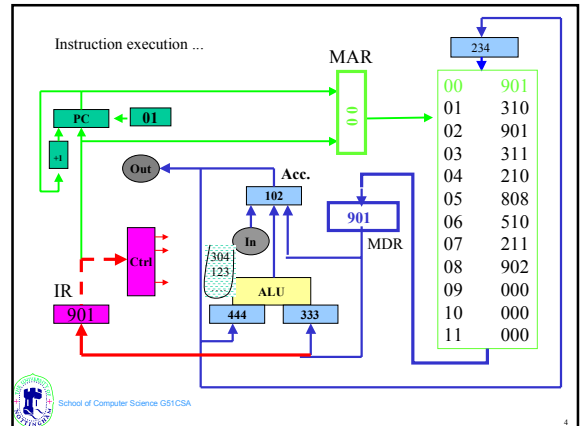 Instruction execution ...
MAR
234
00 901
01 310
02 901
03 311
04 210
05 808
06 510
07 211
08 902
09 000
10 000
11 000
00
PC
01
+1
Out
Acc.
102
901
MDR
In
304
123
Ctrl
ALU
IR
901
444
333
School of Computer Science G51CSA
4